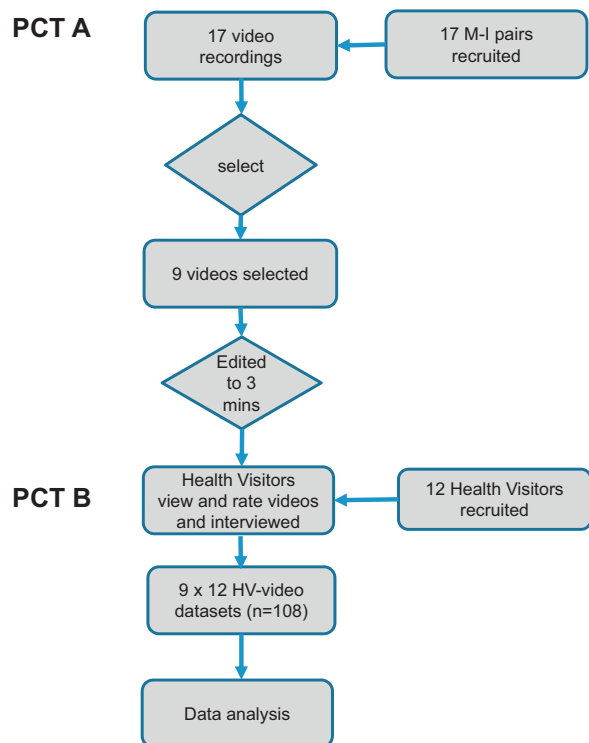 PCT A
17 video
recordings
17 M-I pairs
recruited
select
9 videos selected
Edited
to 3
mins
PCT B
Health Visitors
view and rate videos
and interviewed
12 Health Visitors
recruited
9 x 12 HV-video
datasets (n=108)
Data analysis